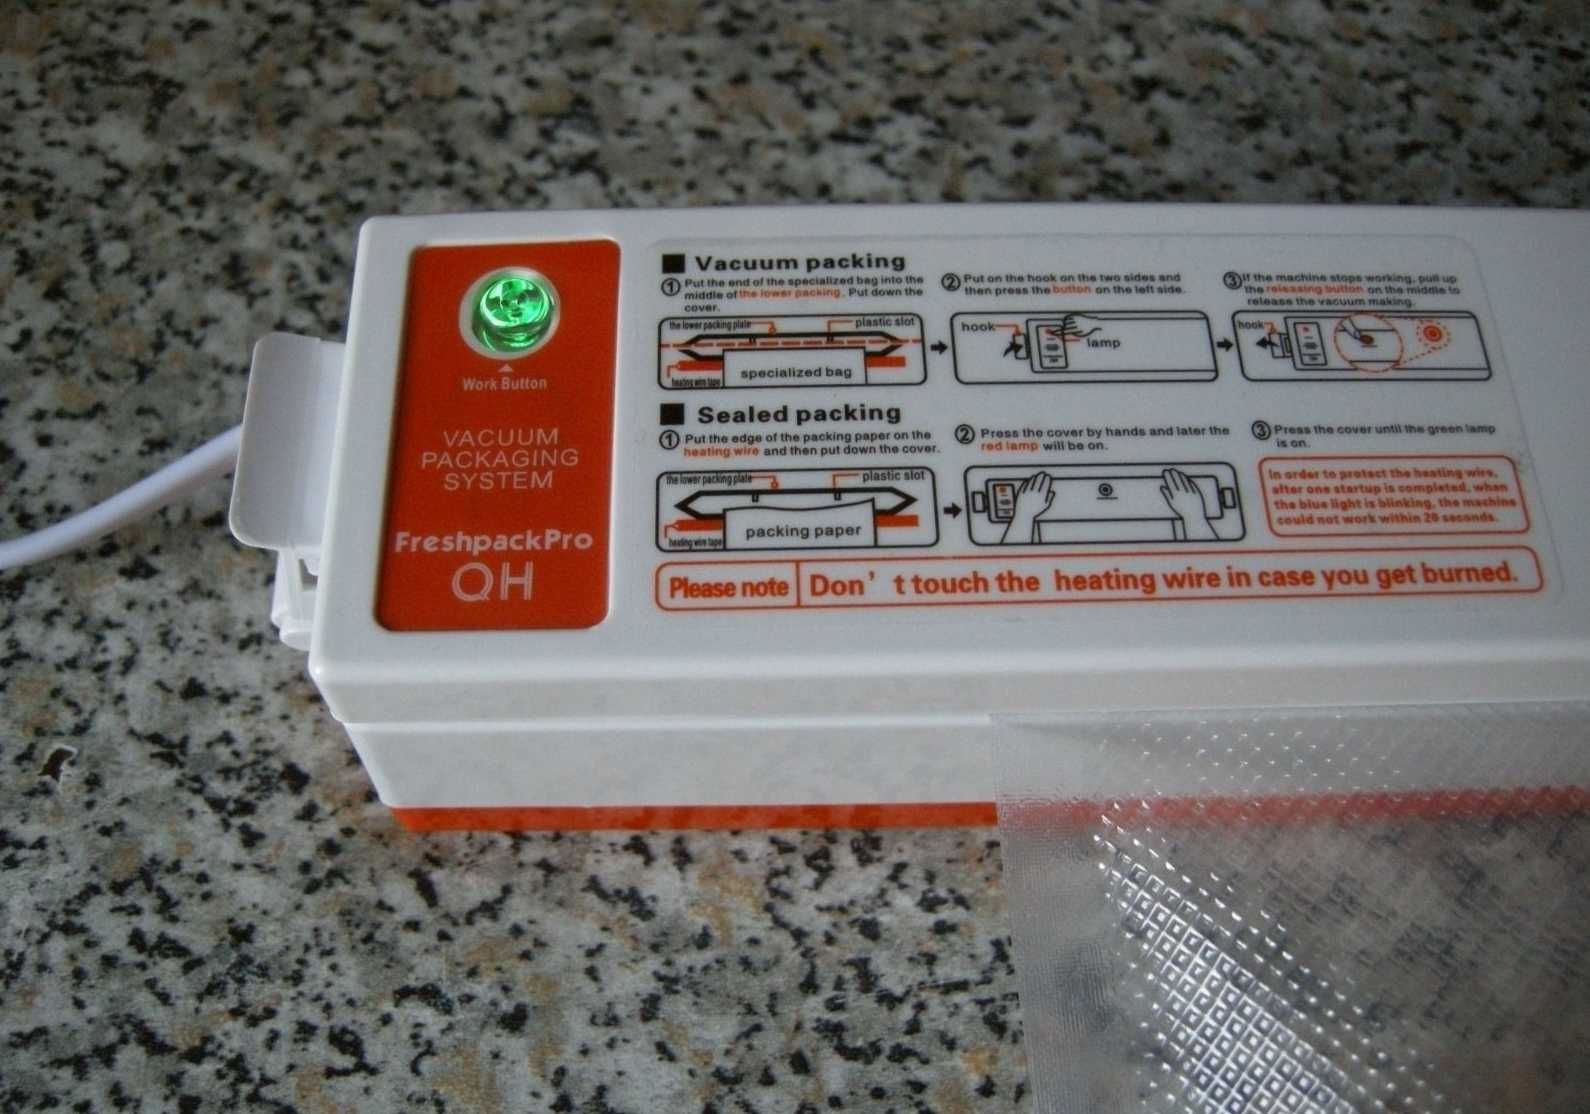 Work Button
VACUUM
PACKAGING
SYSTEM
FreshpackPro
QH
Vacuum packing
① Put the end of the specialized bag into the
middle of the lower packing. Put down the
cover.
② Put on the hook on the two sides and
then press the button on the left side.
③ If the machine stops working, pull up
the releasing button on the middle to
release the vacuum making.
the lower packing plate
plastic slot
specialized bag
heating wire tape
hook
lamp
hook
Sealed packing
① Put the edge of the packing paper on the
heating wire and then put down the cover.
② Press the cover by hands and later the
red lamp will be on.
③ Press the cover until the green lamp
is on.
the lower packing plate
plastic slot
packing paper
heating wire tape
In order to protect the heating wire,
after one startup is completed, when
the blue light is blinking, the machine
could not work within 20 seconds.
Please note Don' t touch the heating wire in case you get burned.